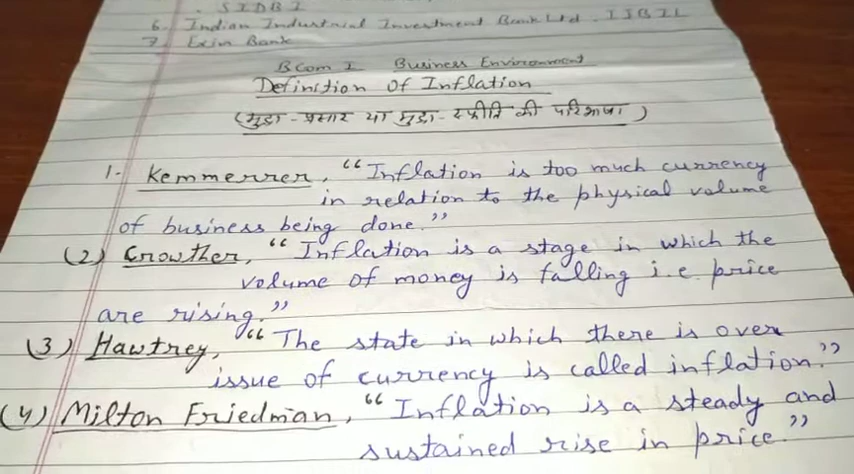 . SIDBI
6. Indian Industrial Investment Bank Ltd. IIBIL
7. Exim Bank
BCom I Business Environment
Definition Of Inflation
(मुद्रा - प्रसार या मुद्रा - स्फीति की परिभाषा)
1- Kemmerrer, “Inflation is too much currency
in relation to the physical volume
of business being done.”
(2) Crowther, “Inflation is a stage in which the
volume of money is falling i.e. price
are rising.”
(3) Hawtrey, “The state in which there is over
issue of currency is called inflation.”
(4) Milton Friedman, “Inflation is a steady and
sustained rise in price.”